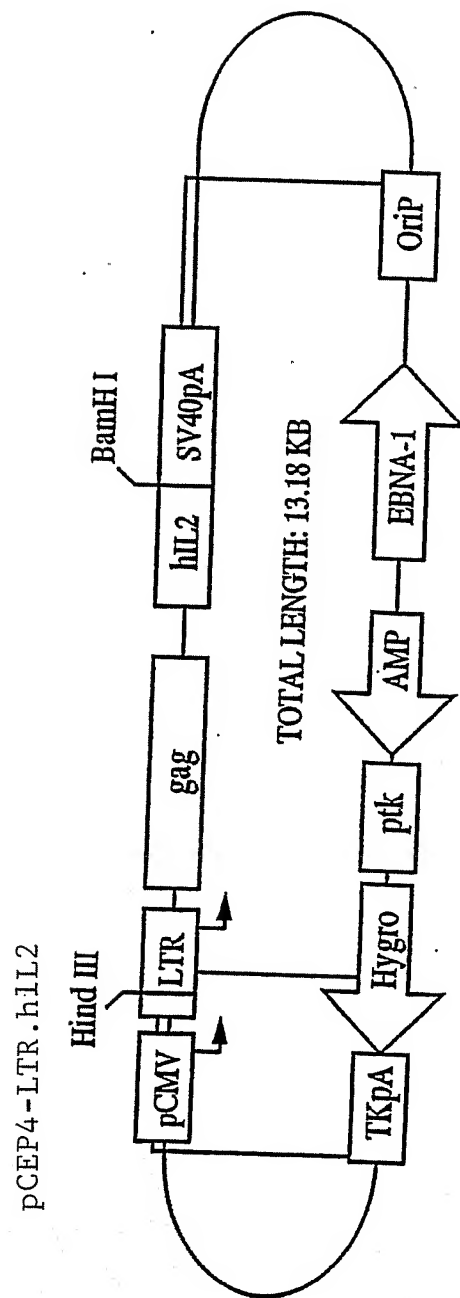 pCEP4-LTR.hIL2
Hind III
BamH I
pCMV
LTR
gag
hIL2
SV40pA
TOTAL LENGTH: 13.18 KB
TKpA
Hygro
ptk
AMP
EBNA-1
OriP